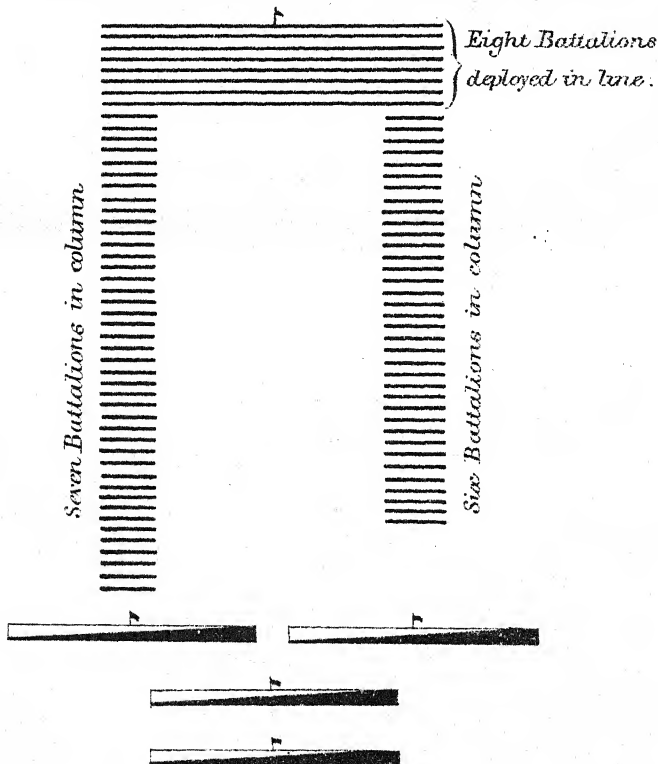 Eight Battalions
deployed in line.
Seven Battalions in column
Six Battalions in column